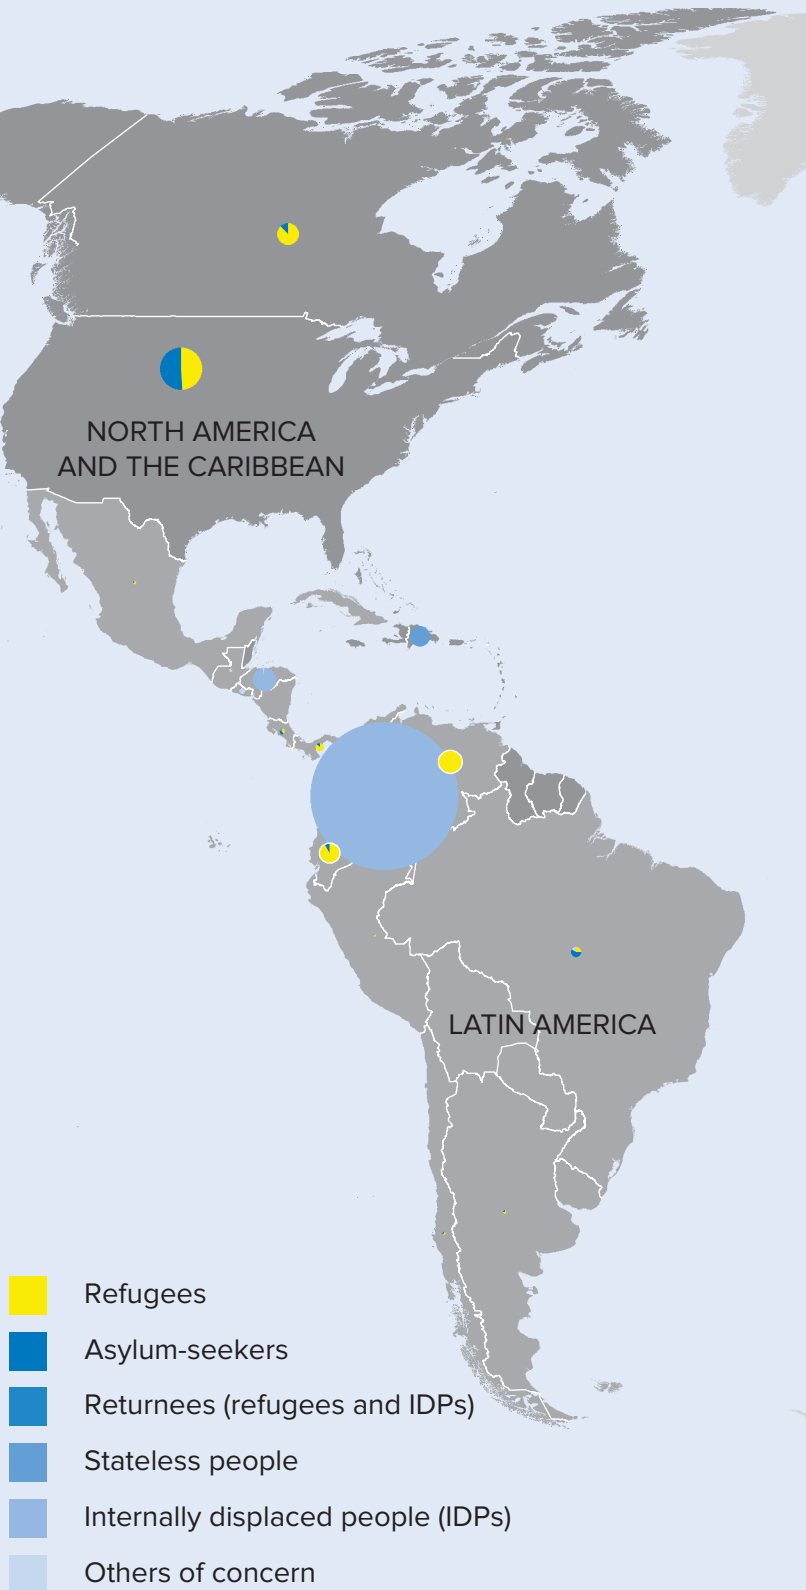 NORTH AMERICA
AND THE CARIBBEAN
LATIN AMERICA
Refugees
Asylum-seekers
Returnees (refugees and IDPs)
Stateless people
Internally displaced people (IDPs)
Others of concern